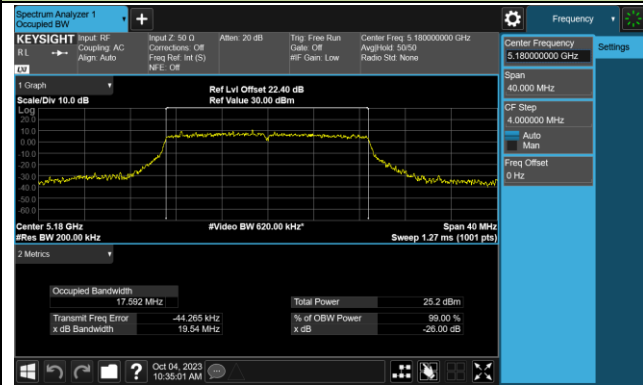 Spectrum Analyzer 1
Occupied BW
Frequency
KEYSIGHT
Input: RF
Input Z: 50 Ω
Atten: 20 dB
Trig: Free Run
Center Freq: 5.180000000 GHz
RL
Coupling: AC
Corrections: Off
Gate: Off
Avg|Hold: 50/50
Align: Auto
Freq Ref: Int (S)
#IF Gain: Low
Radio Std: None
NFE: Off
LXI
Center Frequency
5.180000000 GHz
Settings
Span
40.000 MHz
CF Step
4.000000 MHz
Auto
Man
Freq Offset
0 Hz
1 Graph
Ref Lvl Offset 22.40 dB
Scale/Div 10.0 dB
Ref Value 30.00 dBm
Log
20.0
10.0
0.00
-10.0
-20.0
-30.0
-40.0
-50.0
-60.0
Center 5.18 GHz
#Video BW 620.00 kHz*
Span 40 MHz
#Res BW 200.00 kHz
Sweep 1.27 ms (1001 pts)
2 Metrics
Occupied Bandwidth
17.592 MHz
Total Power
25.2 dBm
Transmit Freq Error
-44.265 kHz
% of OBW Power
99.00 %
x dB Bandwidth
19.54 MHz
x dB
-26.00 dB
?
Oct 04, 2023
10:35:01 AM